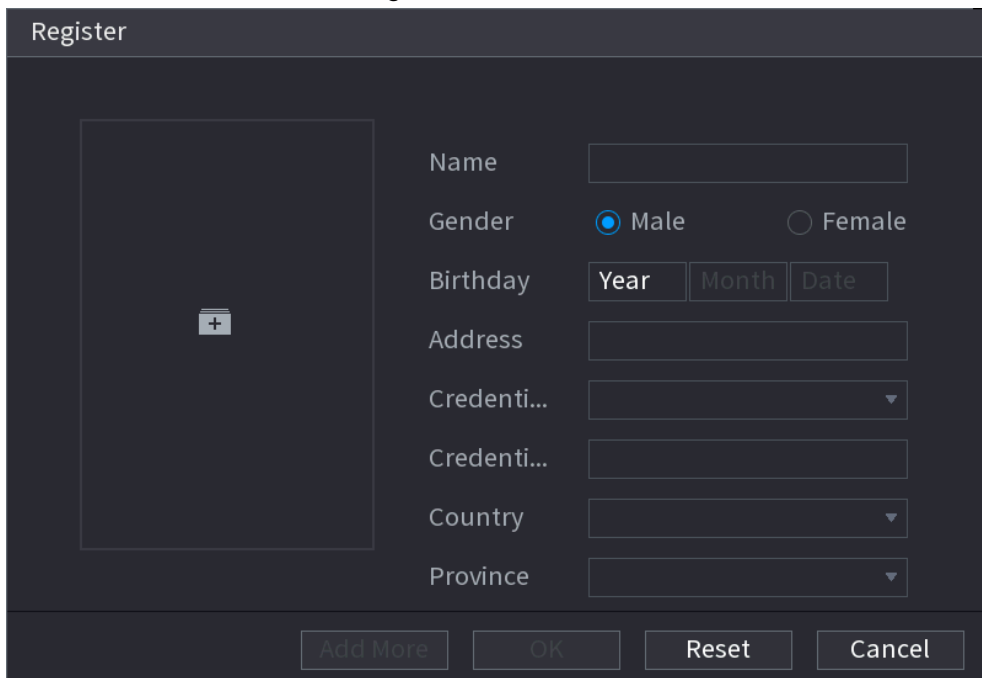 Register
Name
Gender Male Female
Birthday Year Month Date
Address
Credenti...
Credenti...
Country
Province
Add More OK Reset Cancel